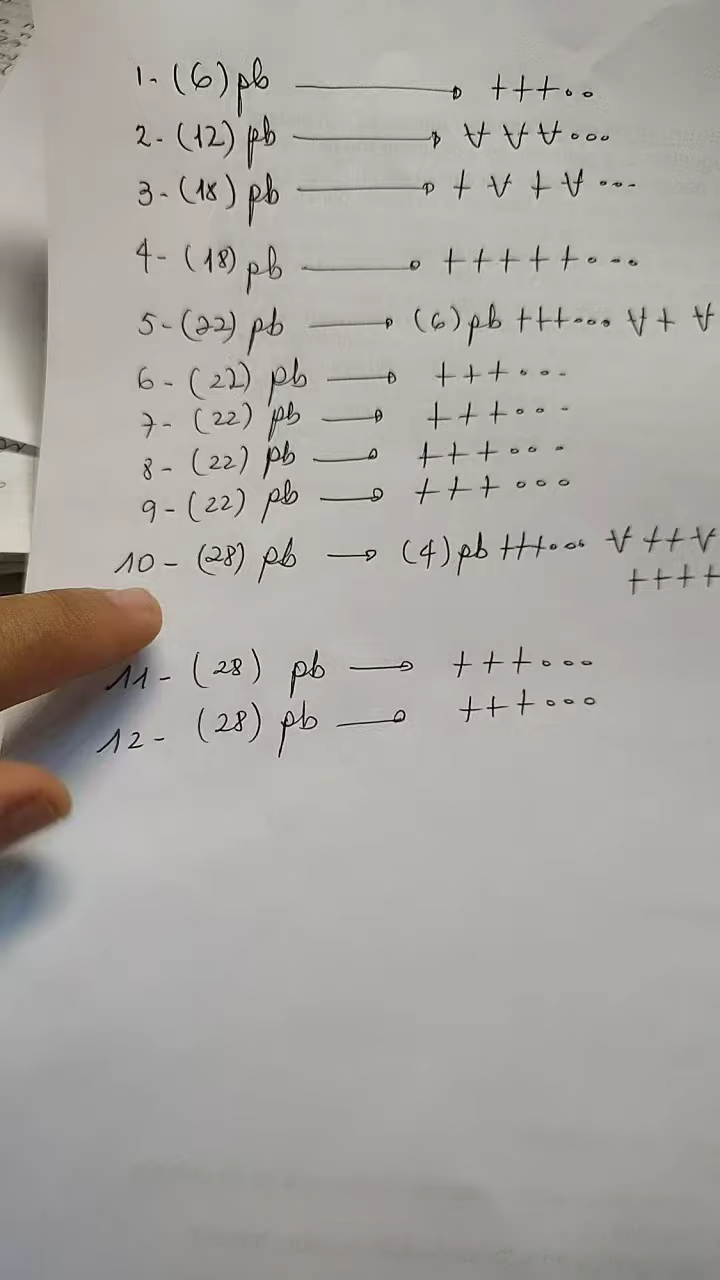 1- (6) pb → +++..
2- (12) pb → V V V ...
3- (18) pb → + V + V ...
4- (18) pb → +++++...
5- (22) pb → (6) pb +++... V + V
6- (22) pb → +++...
7- (22) pb → +++...
8- (22) pb → +++...
9- (22) pb → +++...
10- (28) pb → (4) pb +++... V ++ V
++++
11- (28) pb → +++...
12- (28) pb → +++...